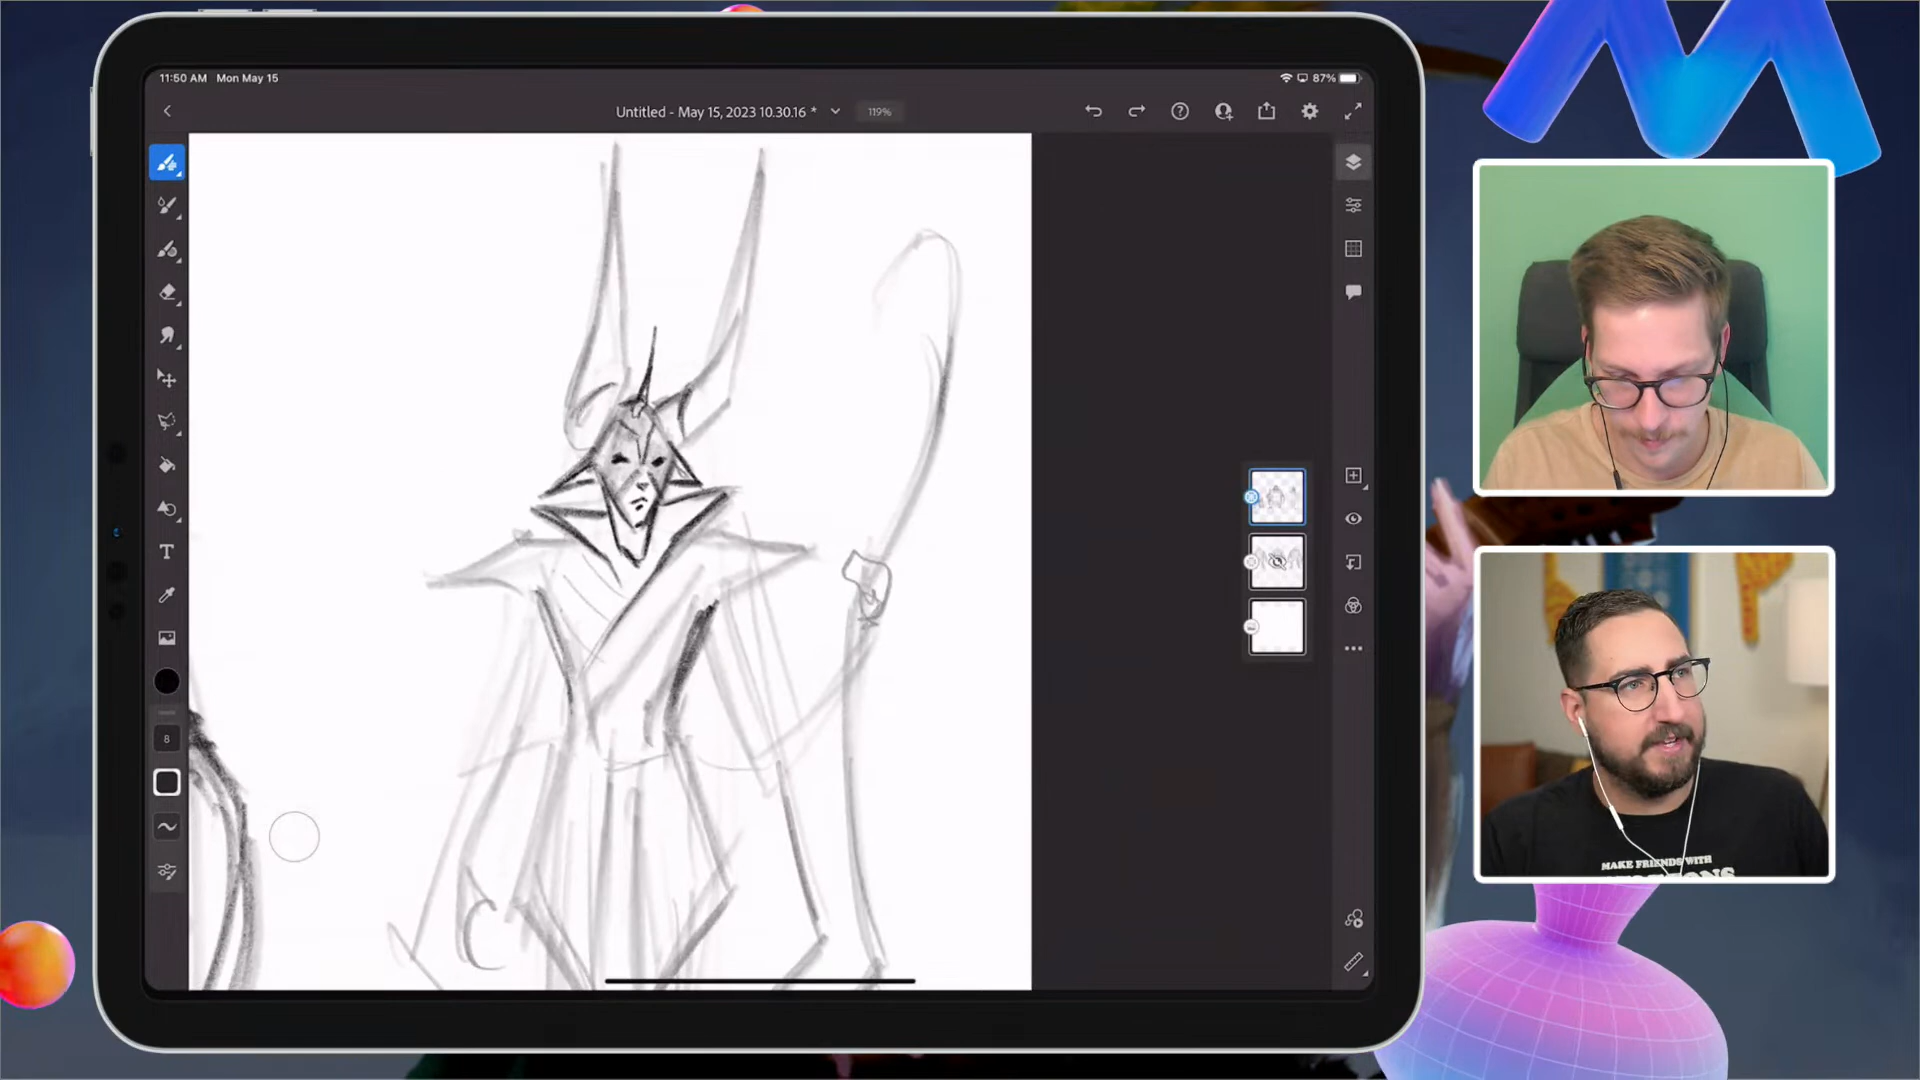 11:50 AM Mon May 15
87%
Untitled - May 15, 2023 10.30.16 *
119%
T
8
MAKE FRIENDS WITH